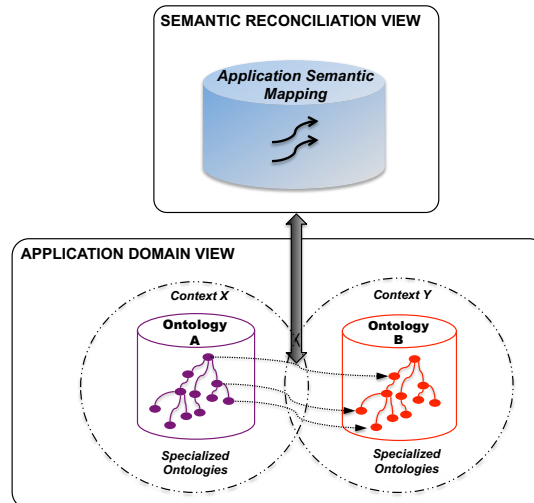 SEMANTIC RECONCILIATION VIEW
Application Semantic
Mapping
APPLICATION DOMAIN VIEW
Context X
Context Y
Ontology
A
Ontology
B
Specialized
Ontologies
Specialized
Ontologies